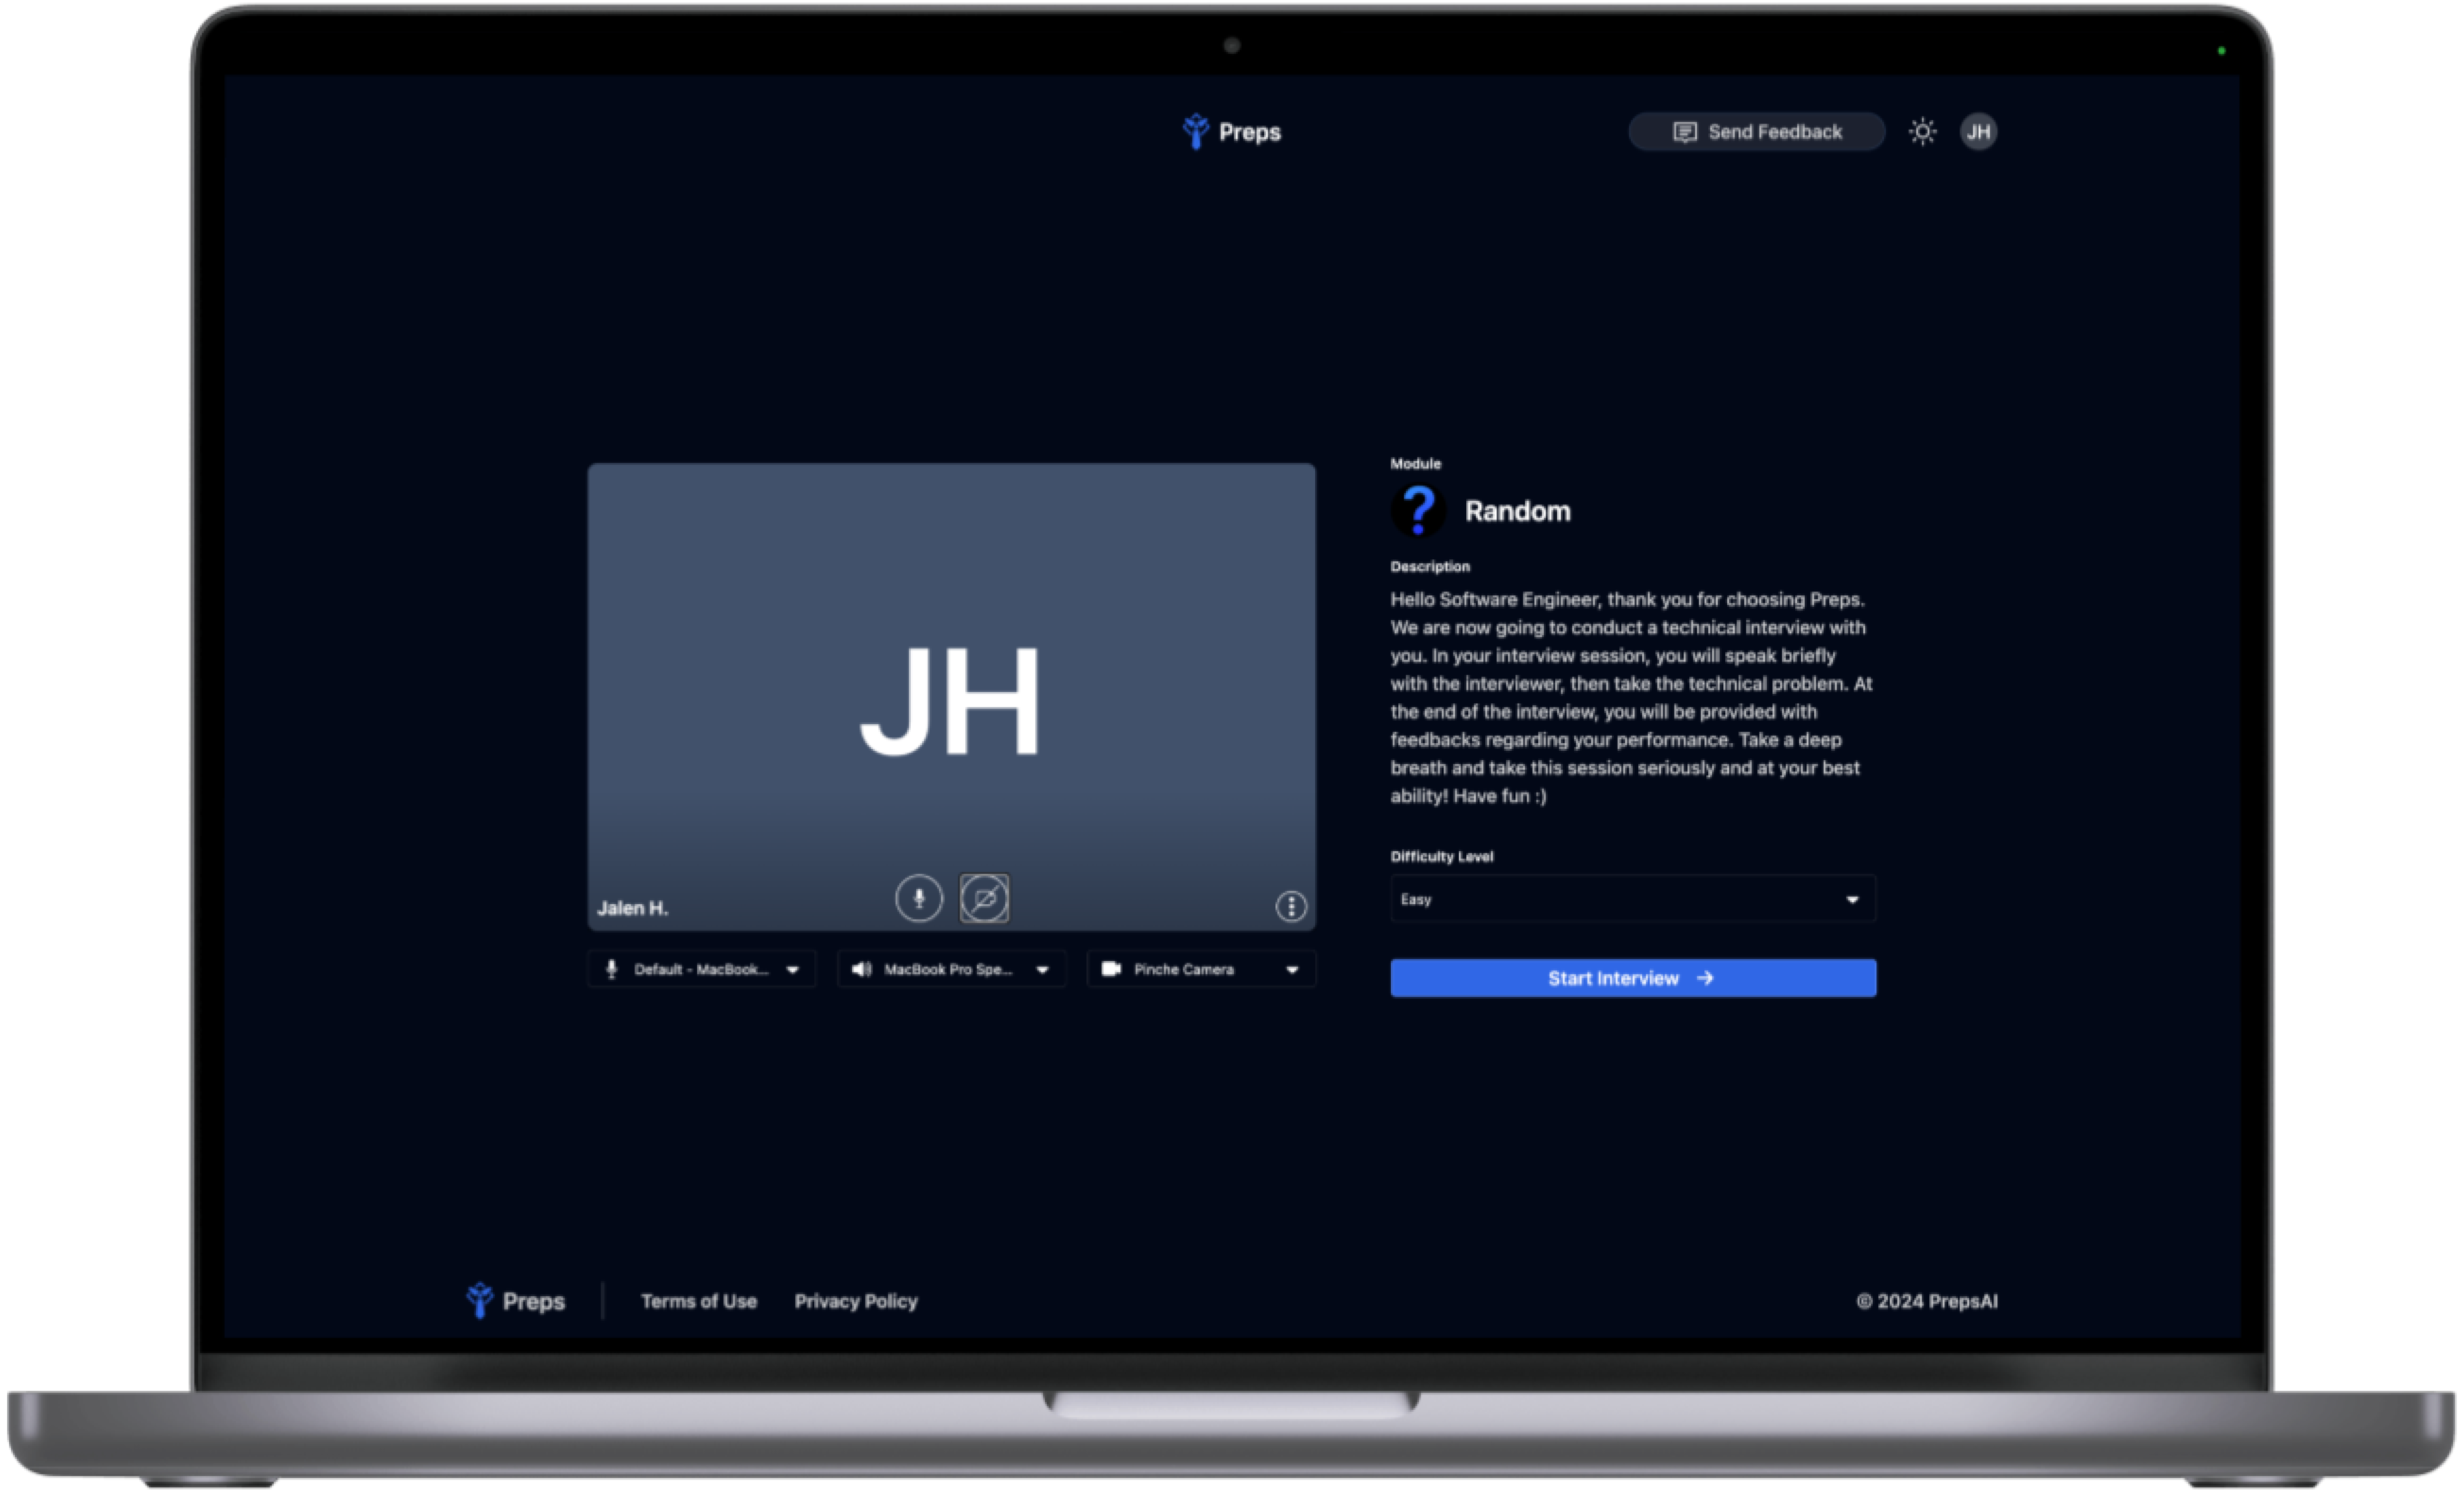 Preps
Send Feedback
JH
JH
Jalen H.
Default - MacBook...
MacBook Pro Spe...
Pinche Camera
Module
?
Random
Description
Hello Software Engineer, thank you for choosing Preps.
We are now going to conduct a technical interview with
you. In your interview session, you will speak briefly
with the interviewer, then take the technical problem. At
the end of the interview, you will be provided with
feedbacks regarding your performance. Take a deep
breath and take this session seriously and at your best
ability! Have fun :)
Difficulty Level
Easy
Start Interview →
Preps
Terms of Use
Privacy Policy
© 2024 PrepsAI